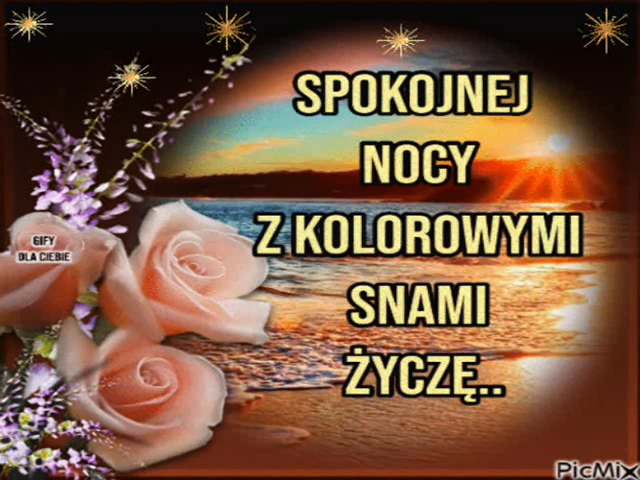 SPOKOJNEJ
NOCY
Z KOLOROWYMI
SNAMI
ŻYCZĘ..
GIFY
DLA CIEBIE
PicMix